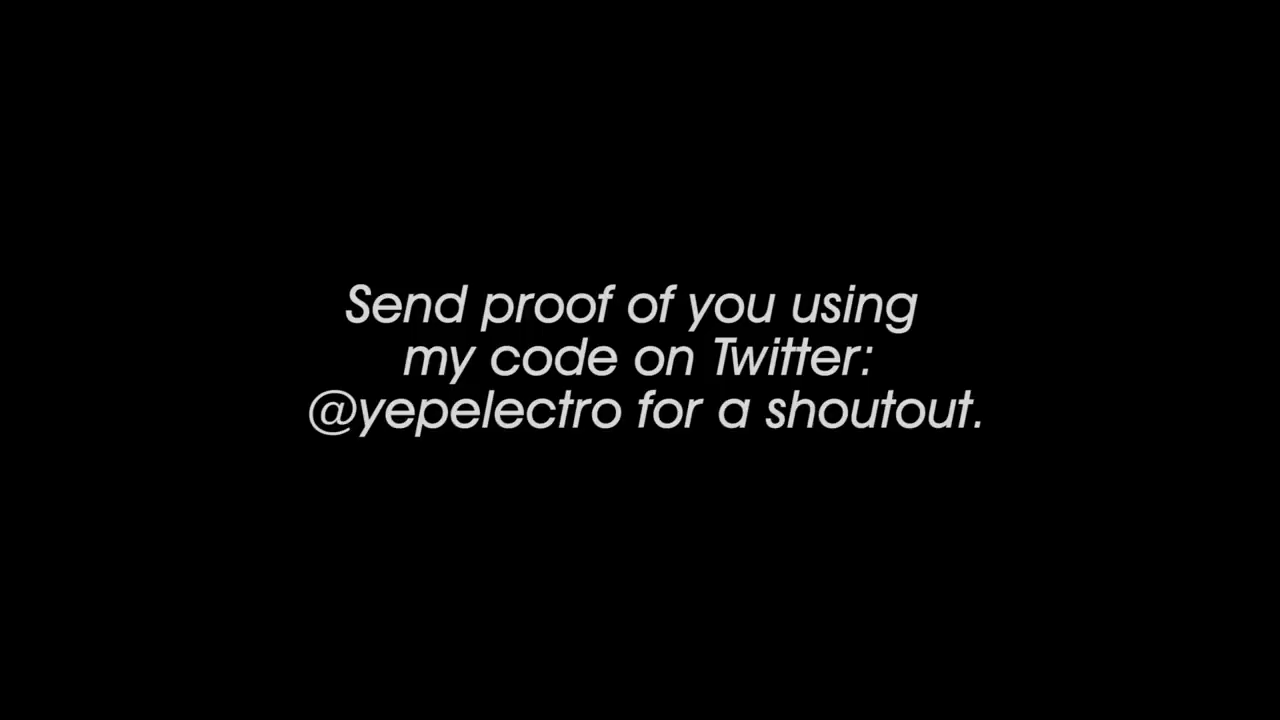 Send proof of you using
my code on Twitter:
@yepelectro for a shoutout.